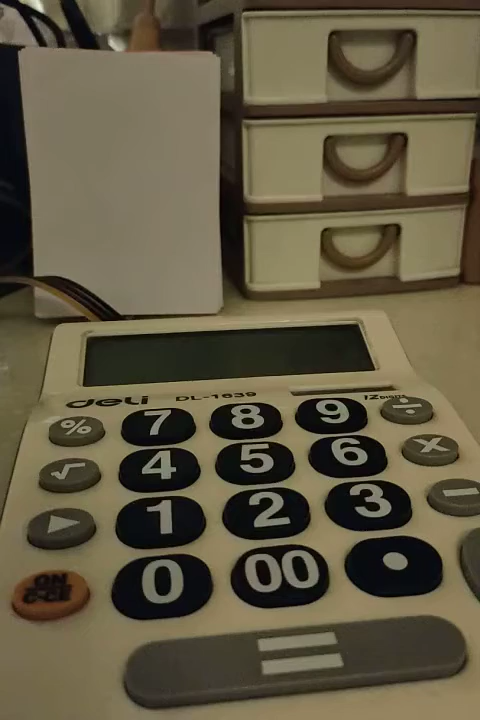 deli DL-1639 12 DIGITS
% 7 8 9 ÷
√ 4 5 6 ×
▶ 1 2 3 −
ON
C·CE 0 00 •
=